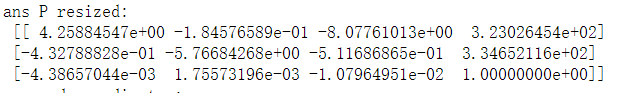 ans P resized:
[[ 4.25884547e+00 -1.84576589e-01 -8.07761013e+00 3.23026454e+02]
[-4.32788828e-01 -5.76684268e+00 -5.11686865e-01 3.34652116e+02]
[-4.38657044e-03 1.75573196e-03 -1.07964951e-02 1.00000000e+00]]